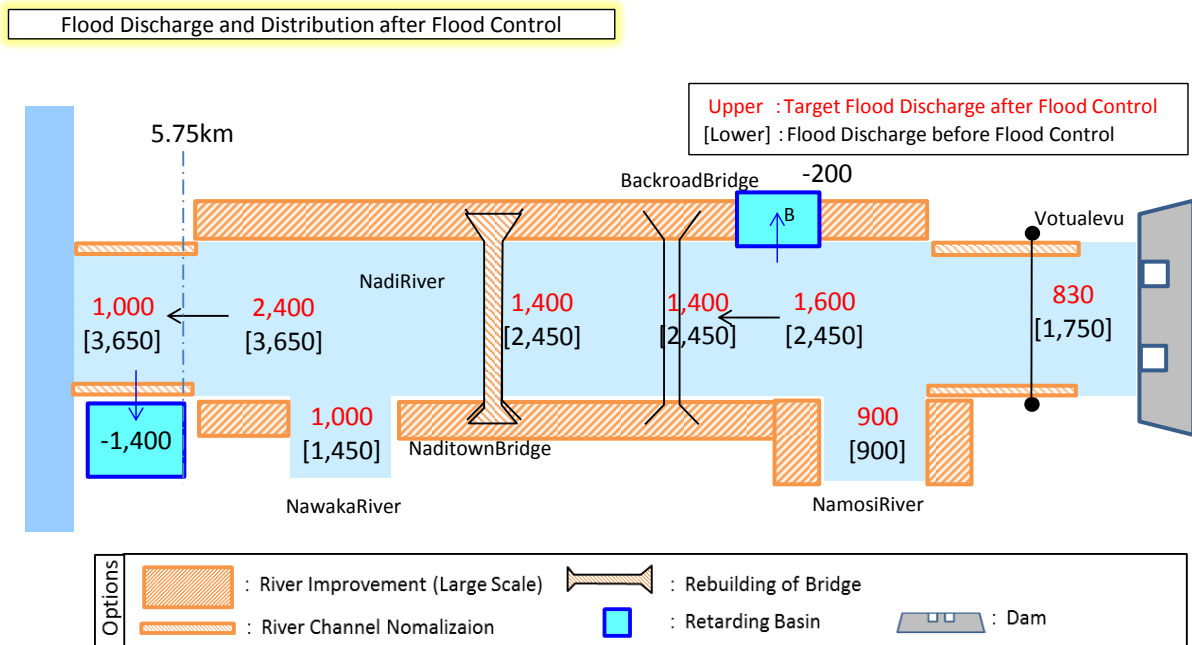 Flood Discharge and Distribution after Flood Control
Upper : Target Flood Discharge after Flood Control
[Lower] : Flood Discharge before Flood Control
5.75km
BackroadBridge
-200
B
Votualevu
NadiRiver
1,000
[3,650]
2,400
[3,650]
1,400
[2,450]
1,400
[2,450]
1,600
[2,450]
830
[1,750]
-1,400
1,000
[1,450]
NaditownBridge
900
[900]
NawakaRiver
NamosiRiver
Options
: River Improvement (Large Scale)
: Rebuilding of Bridge
: River Channel Nomalizaion
: Retarding Basin
: Dam